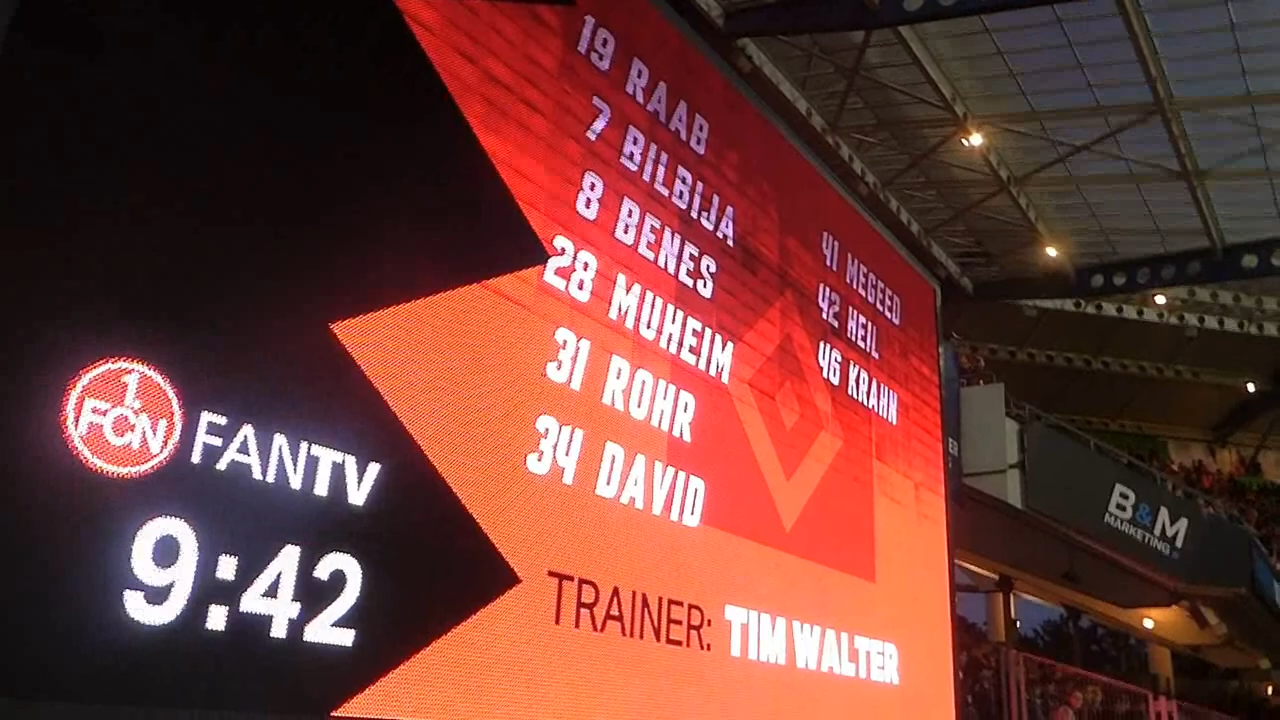 19 RAAB
7 BILBIJA
8 BENES
28 MUHEIM
31 ROHR
34 DAVID
41 MEGEED
42 HEIL
46 KRAHN
TRAINER: TIM WALTER
1.
FCN
FANTV
9:42
B&M
MARKETING